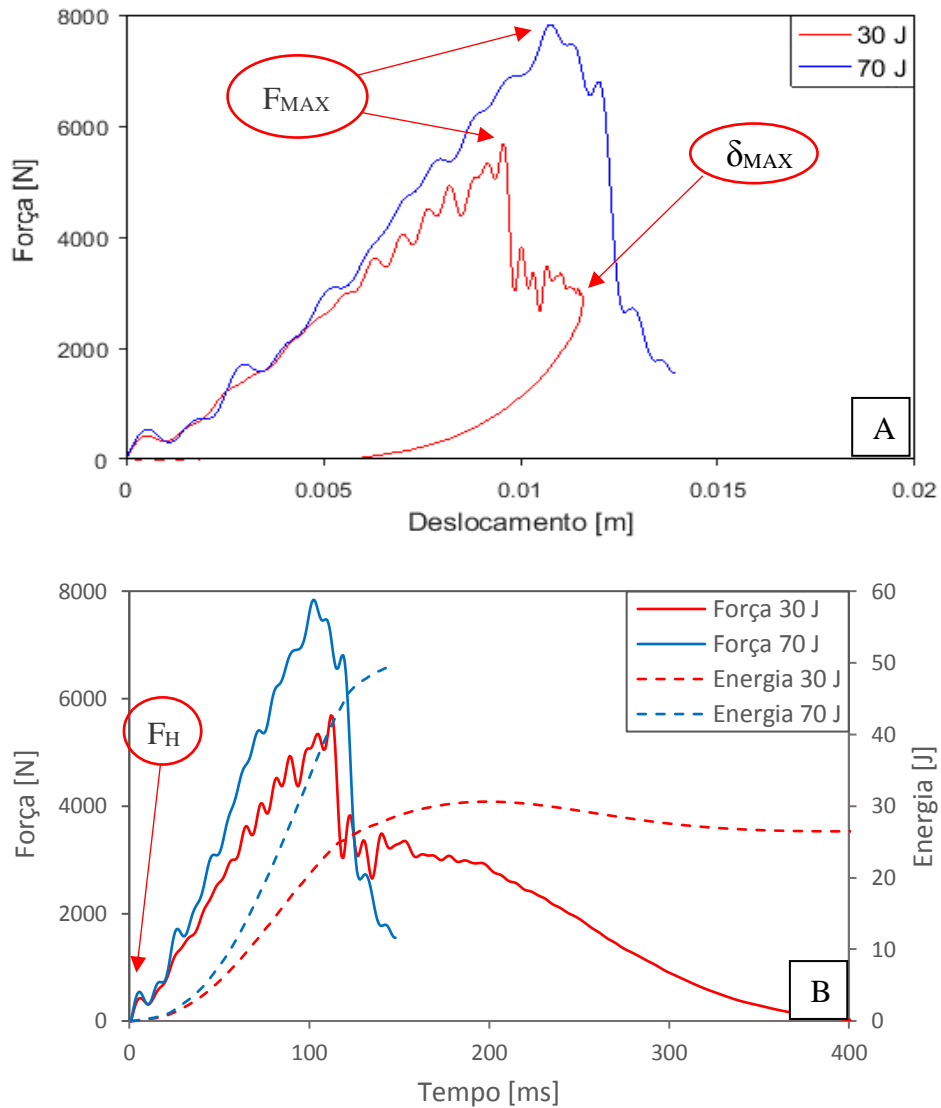 8000
6000
4000
2000
0
Força [N]
30 J
70 J
FMAX
δMAX
A
0 0.005 0.01 0.015 0.02
Deslocamento [m]
8000
6000
4000
2000
0
Força [N]
Força 30 J
Força 70 J
Energia 30 J
Energia 70 J
FH
B
60
50
40
30
20
10
0
Energia [J]
0 100 200 300 400
Tempo [ms]